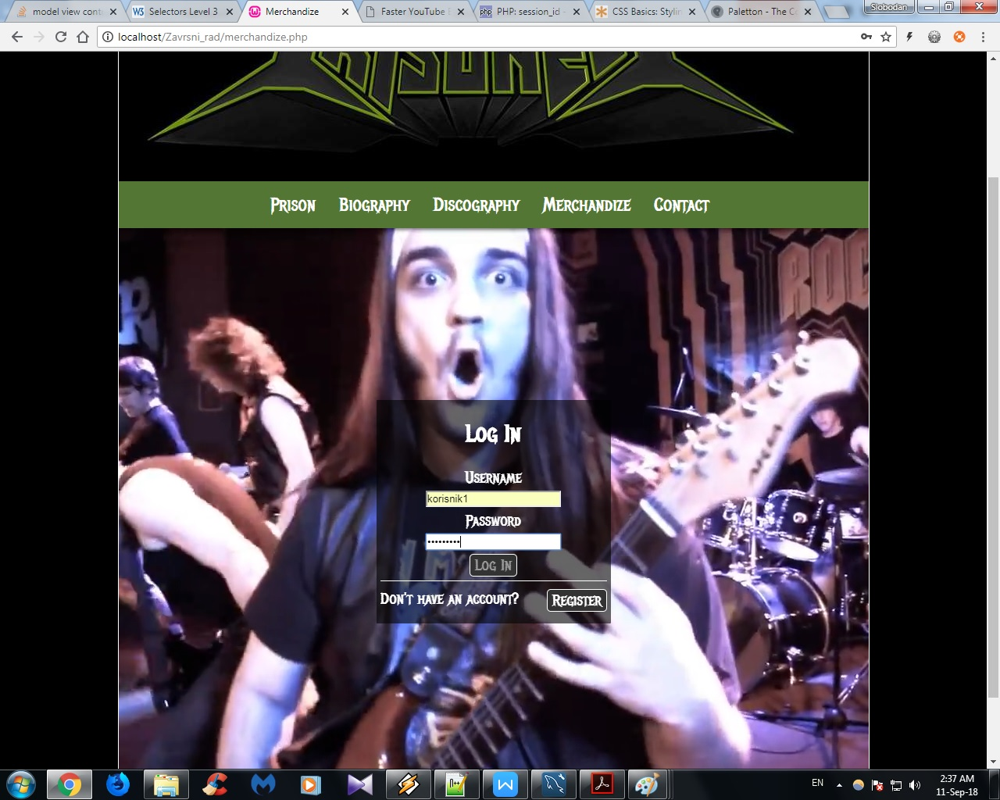 model view cont
Selectors Level 3
Merchandize
Faster YouTube
PHP: session_id -
CSS Basics: Stylin
Paletton - The Co
Slobodan
localhost/Zavrsni_rad/merchandize.php
Prison Biography Discography Merchandize Contact
ROC
Log In
Username
korisnik1
Password
•••••••••
Log In
Don't have an account? Register
EN
2:37 AM
11-Sep-18